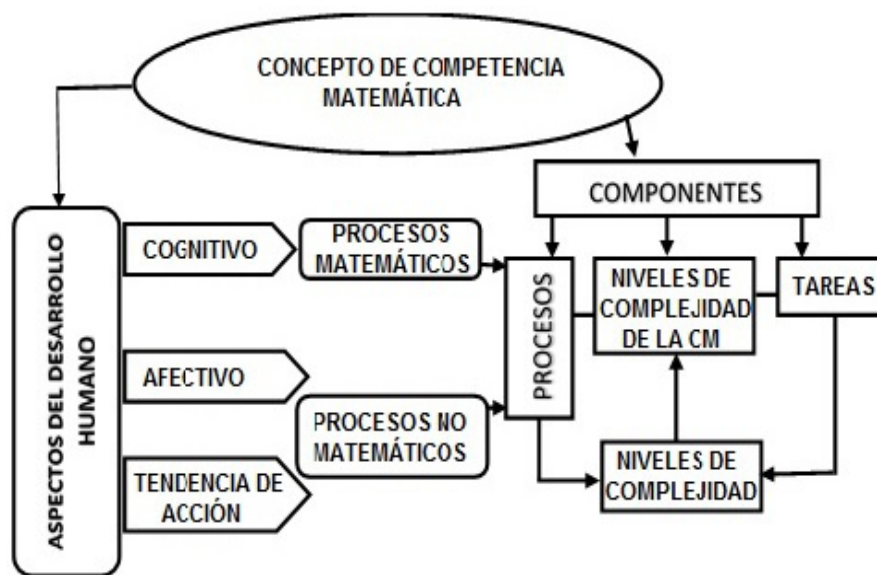 CONCEPTO DE COMPETENCIA
MATEMÁTICA
COMPONENTES
ASPECTOS DEL DESARROLLO
HUMANO
COGNITIVO
PROCESOS
MATEMÁTICOS
PROCESOS
NIVELES DE
COMPLEJIDAD
DE LA CM
TAREAS
AFECTIVO
PROCESOS NO
MATEMÁTICOS
NIVELES DE
COMPLEJIDAD
TENDENCIA DE
ACCIÓN